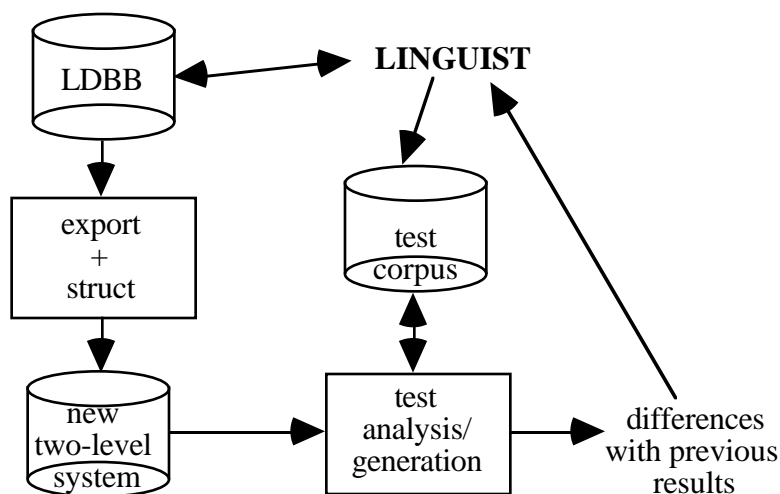 LDBB
LINGUIST
export
+
struct
test
corpus
new
two-level
system
test
analysis/
generation
differences
with previous
results